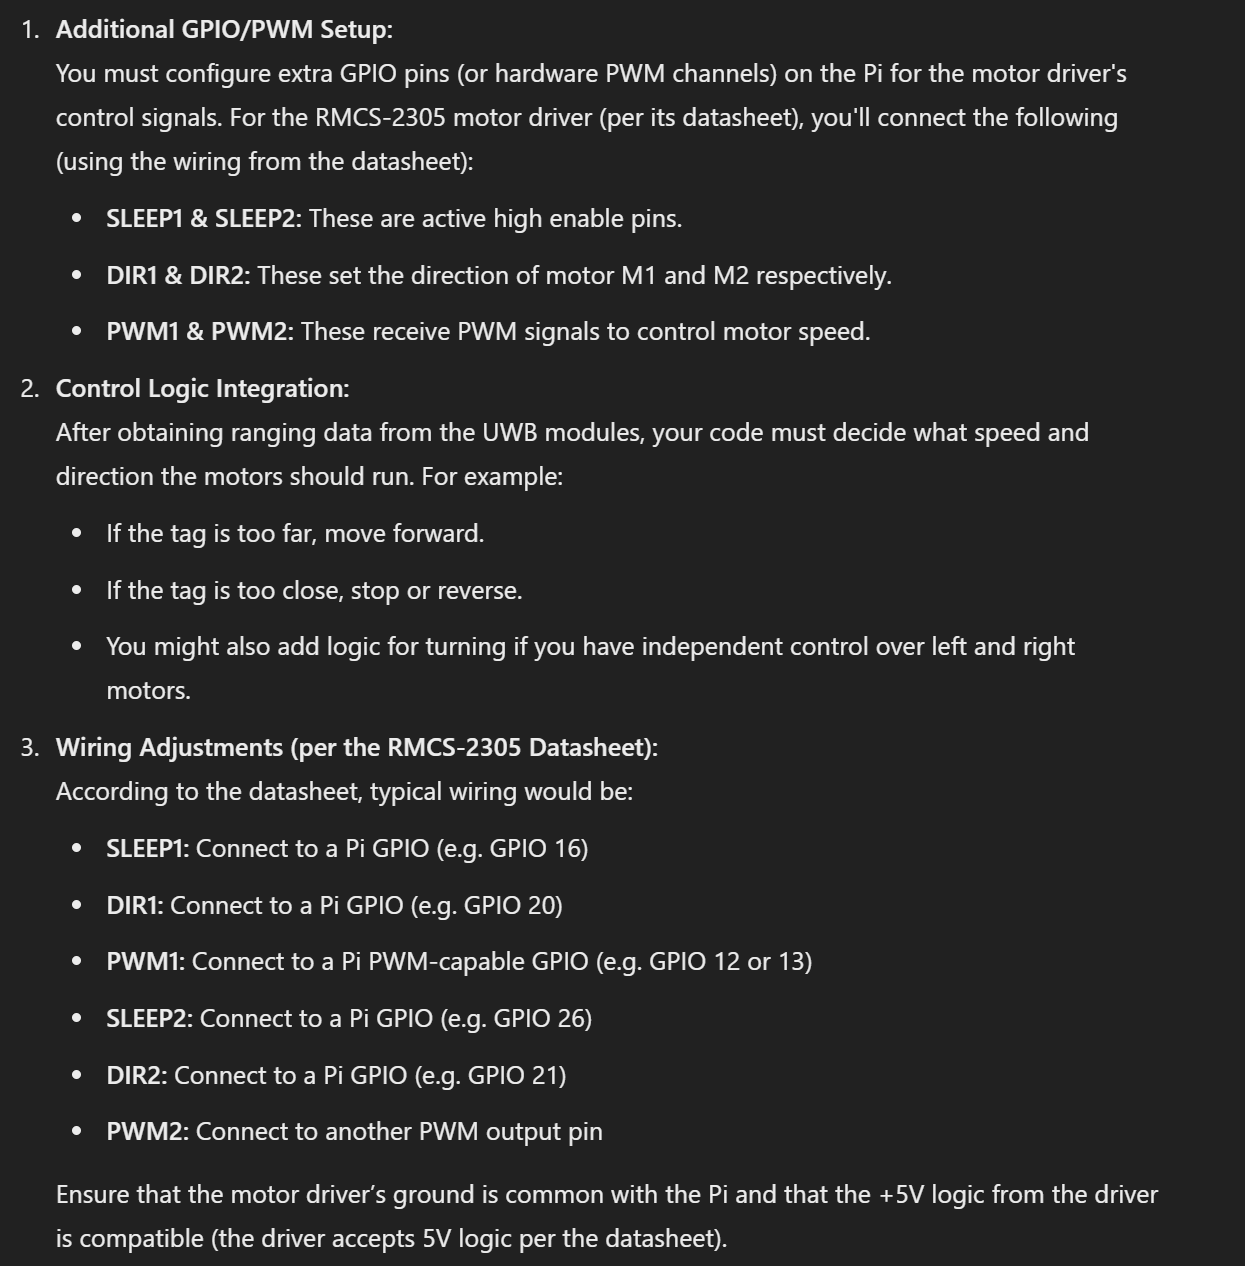 1. Additional GPIO/PWM Setup:
You must configure extra GPIO pins (or hardware PWM channels) on the Pi for the motor driver's
control signals. For the RMCS-2305 motor driver (per its datasheet), you'll connect the following
(using the wiring from the datasheet):
• SLEEP1 & SLEEP2: These are active high enable pins.
• DIR1 & DIR2: These set the direction of motor M1 and M2 respectively.
• PWM1 & PWM2: These receive PWM signals to control motor speed.
2. Control Logic Integration:
After obtaining ranging data from the UWB modules, your code must decide what speed and
direction the motors should run. For example:
• If the tag is too far, move forward.
• If the tag is too close, stop or reverse.
• You might also add logic for turning if you have independent control over left and right
motors.
3. Wiring Adjustments (per the RMCS-2305 Datasheet):
According to the datasheet, typical wiring would be:
• SLEEP1: Connect to a Pi GPIO (e.g. GPIO 16)
• DIR1: Connect to a Pi GPIO (e.g. GPIO 20)
• PWM1: Connect to a Pi PWM-capable GPIO (e.g. GPIO 12 or 13)
• SLEEP2: Connect to a Pi GPIO (e.g. GPIO 26)
• DIR2: Connect to a Pi GPIO (e.g. GPIO 21)
• PWM2: Connect to another PWM output pin
Ensure that the motor driver’s ground is common with the Pi and that the +5V logic from the driver
is compatible (the driver accepts 5V logic per the datasheet).